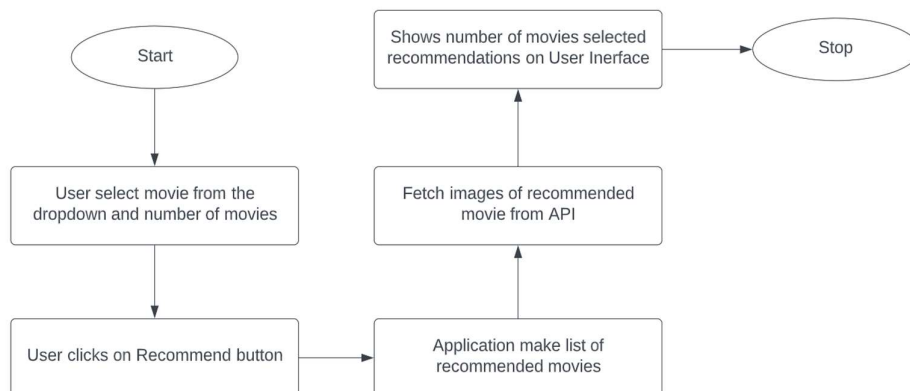 Start
User select movie from the
dropdown and number of movies
User clicks on Recommend button
Application make list of
recommended movies
Fetch images of recommended
movie from API
Shows number of movies selected
recommendations on User Inerface
Stop